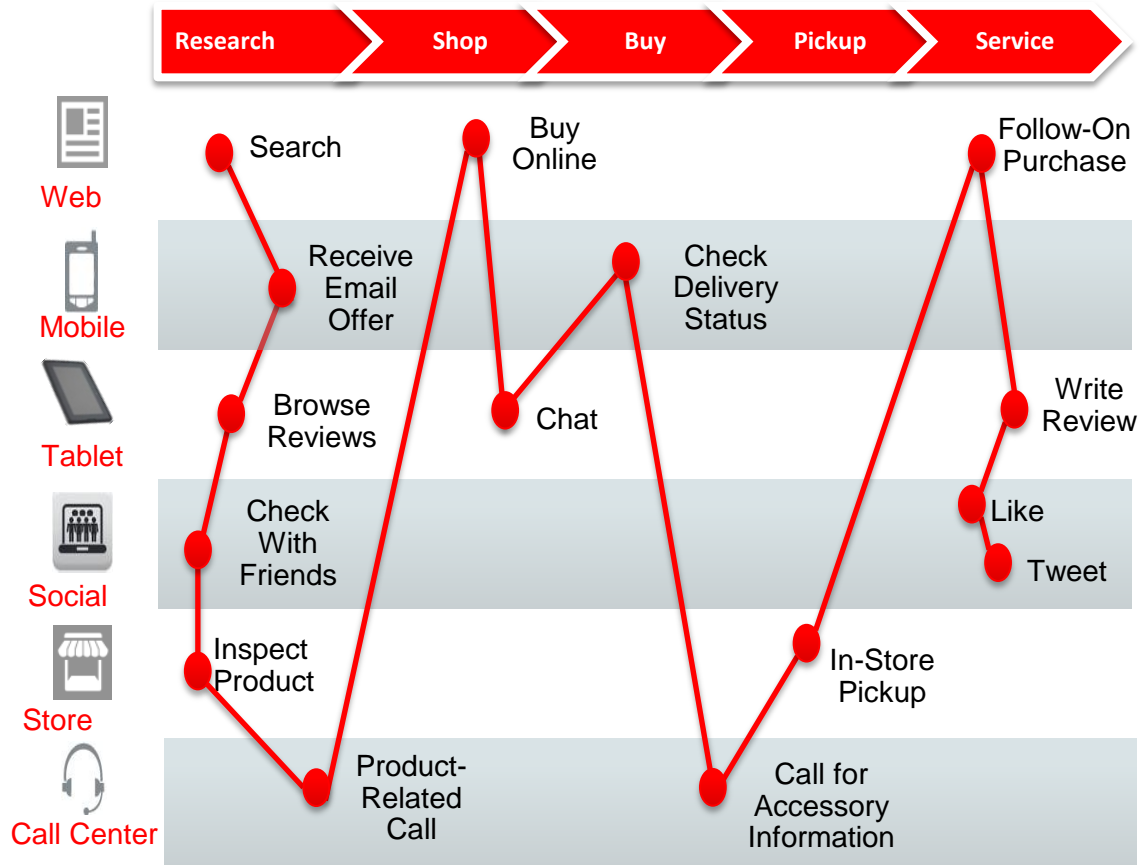 Research
Shop
Buy
Pickup
Service
Web
Search
Buy
Online
Follow-On
Purchase
Mobile
Receive
Email
Offer
Check
Delivery
Status
Tablet
Browse
Reviews
Chat
Write
Review
Social
Check
With
Friends
Like
Tweet
Store
Inspect
Product
In-Store
Pickup
Call Center
Product-
Related
Call
Call for
Accessory
Information